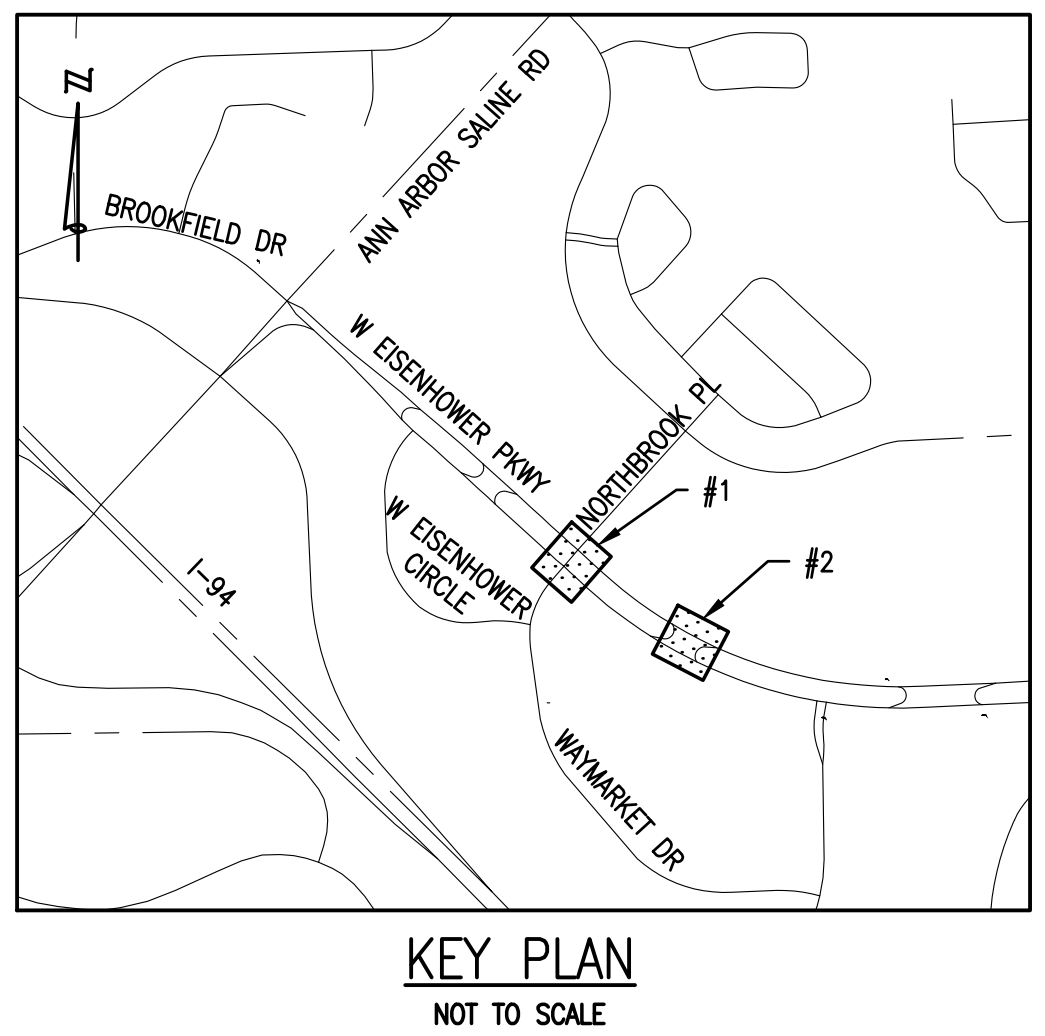 N
ANN ARBOR SALINE RD
BROOKFIELD DR
W EISENHOWER PKWY
NORTHBROOK PL
#1
W EISENHOWER
CIRCLE
#2
I-94
WAYMARKET DR
KEY PLAN
NOT TO SCALE